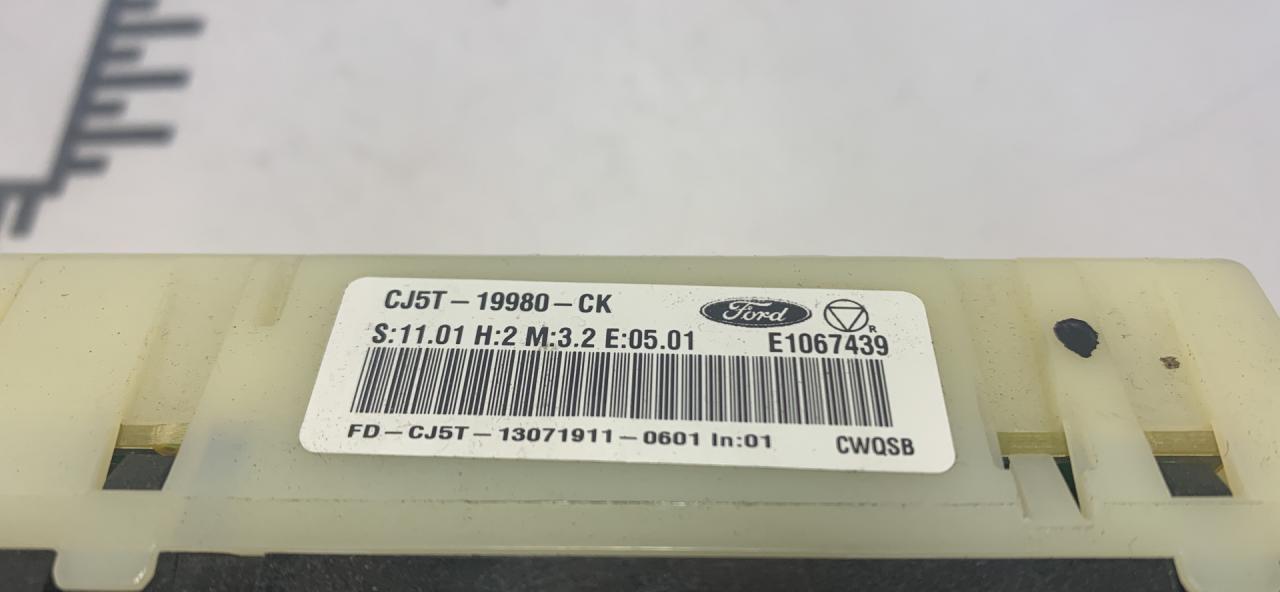 CJ5T-19980-CK
Ford
R
S:11.01 H:2 M:3.2 E:05.01 E1067439
FD-CJ5T-13071911-0601 In:01 CWQSB